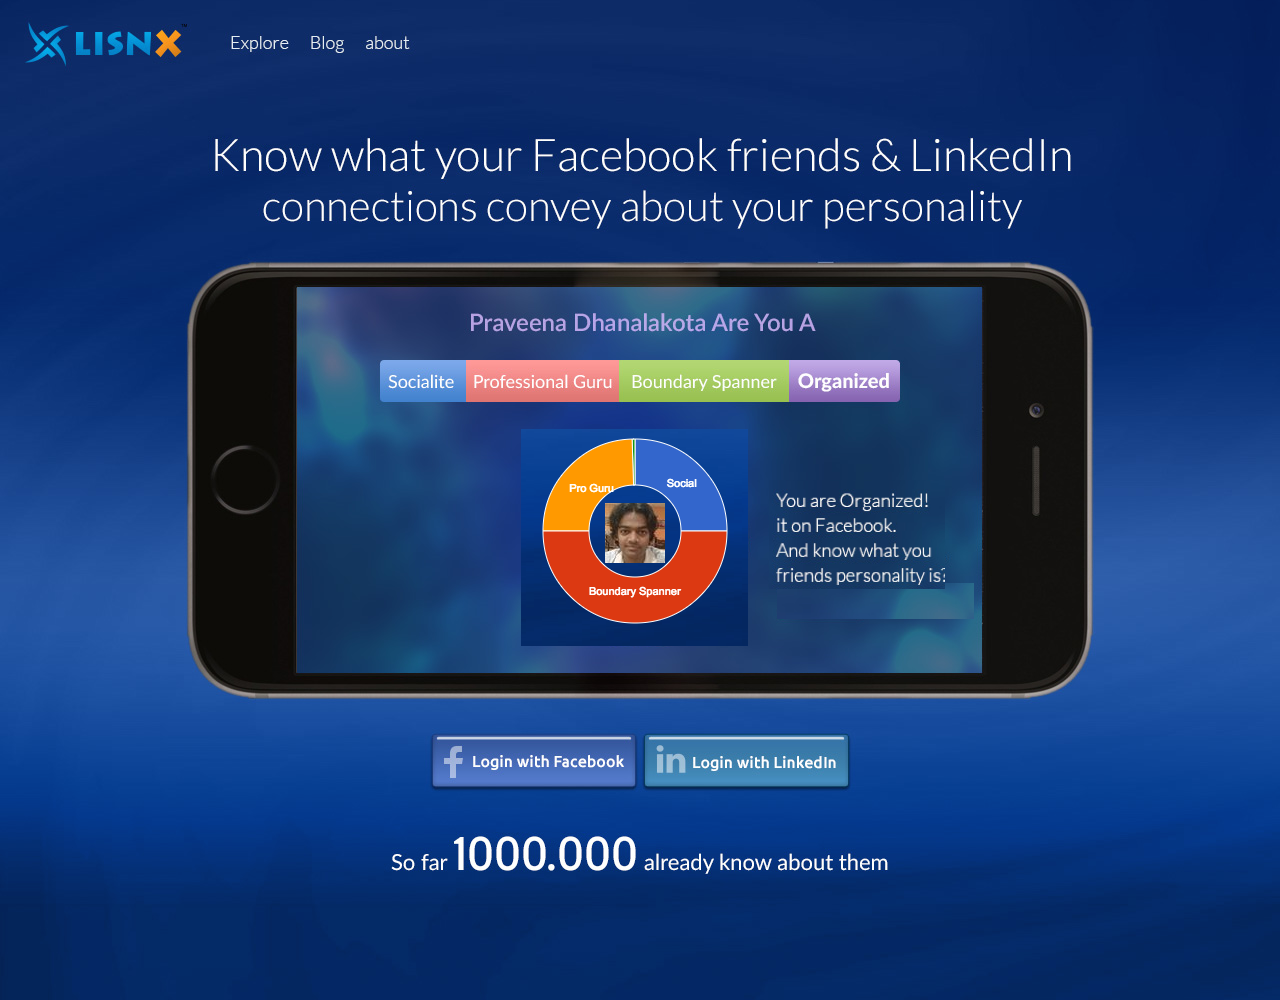 LISNX
Explore Blog about
Know what your Facebook friends & LinkedIn
connections convey about your personality
Praveena Dhanalakota Are You A
Socialite Professional Guru Boundary Spanner Organized
Pro Guru
Social
Boundary Spanner
You are Organized!
it on Facebook.
And know what you
friends personality is?
f Login with Facebook
in Login with LinkedIn
So far 1000.000 already know about them